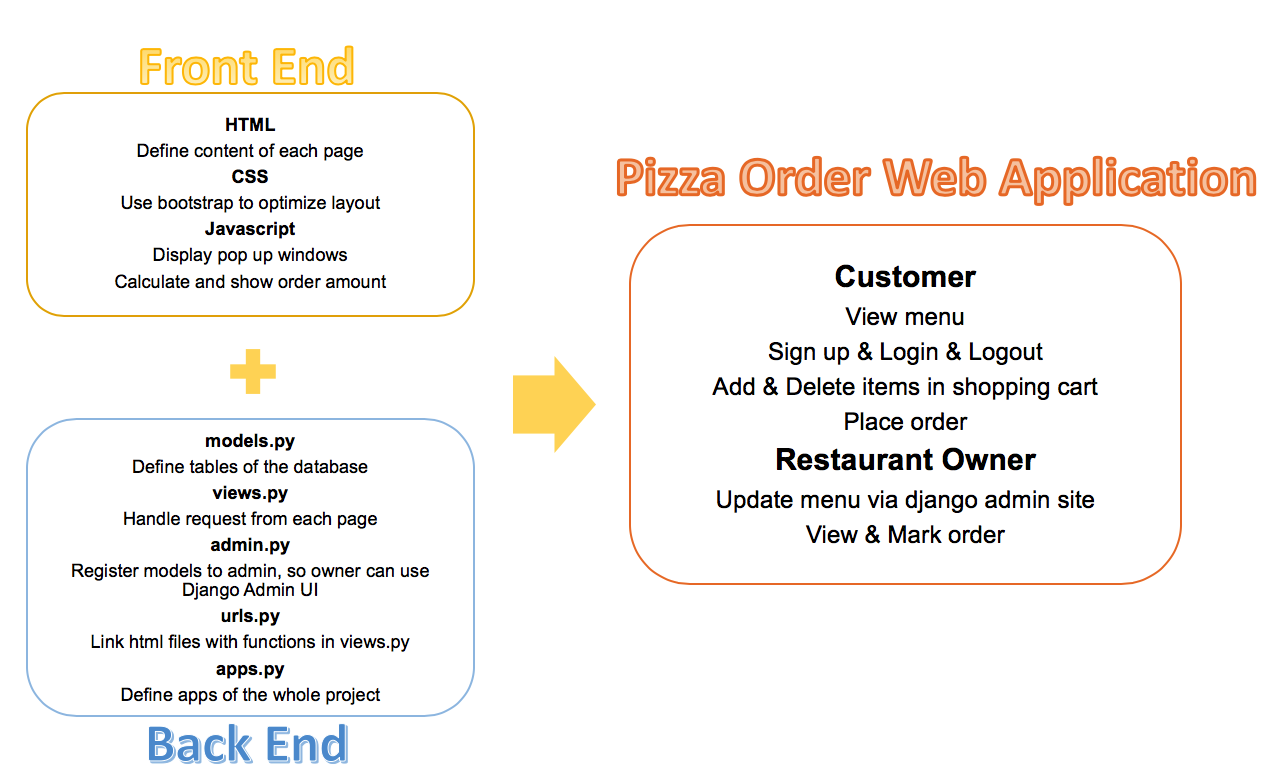 Front End
HTML
Define content of each page
CSS
Use bootstrap to optimize layout
Javascript
Display pop up windows
Calculate and show order amount
models.py
Define tables of the database
views.py
Handle request from each page
admin.py
Register models to admin, so owner can use
Django Admin UI
urls.py
Link html files with functions in views.py
apps.py
Define apps of the whole project
Back End
Pizza Order Web Application
Customer
View menu
Sign up & Login & Logout
Add & Delete items in shopping cart
Place order
Restaurant Owner
Update menu via django admin site
View & Mark order